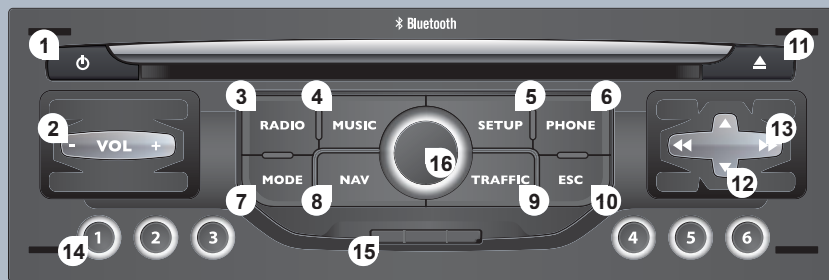 Bluetooth
1
11
3
4
5
6
2
RADIO
MUSIC
SETUP
PHONE
- VOL +
13
16
MODE
NAV
TRAFFIC
ESC
12
7
8
9
10
14
1
2
3
15
4
5
6